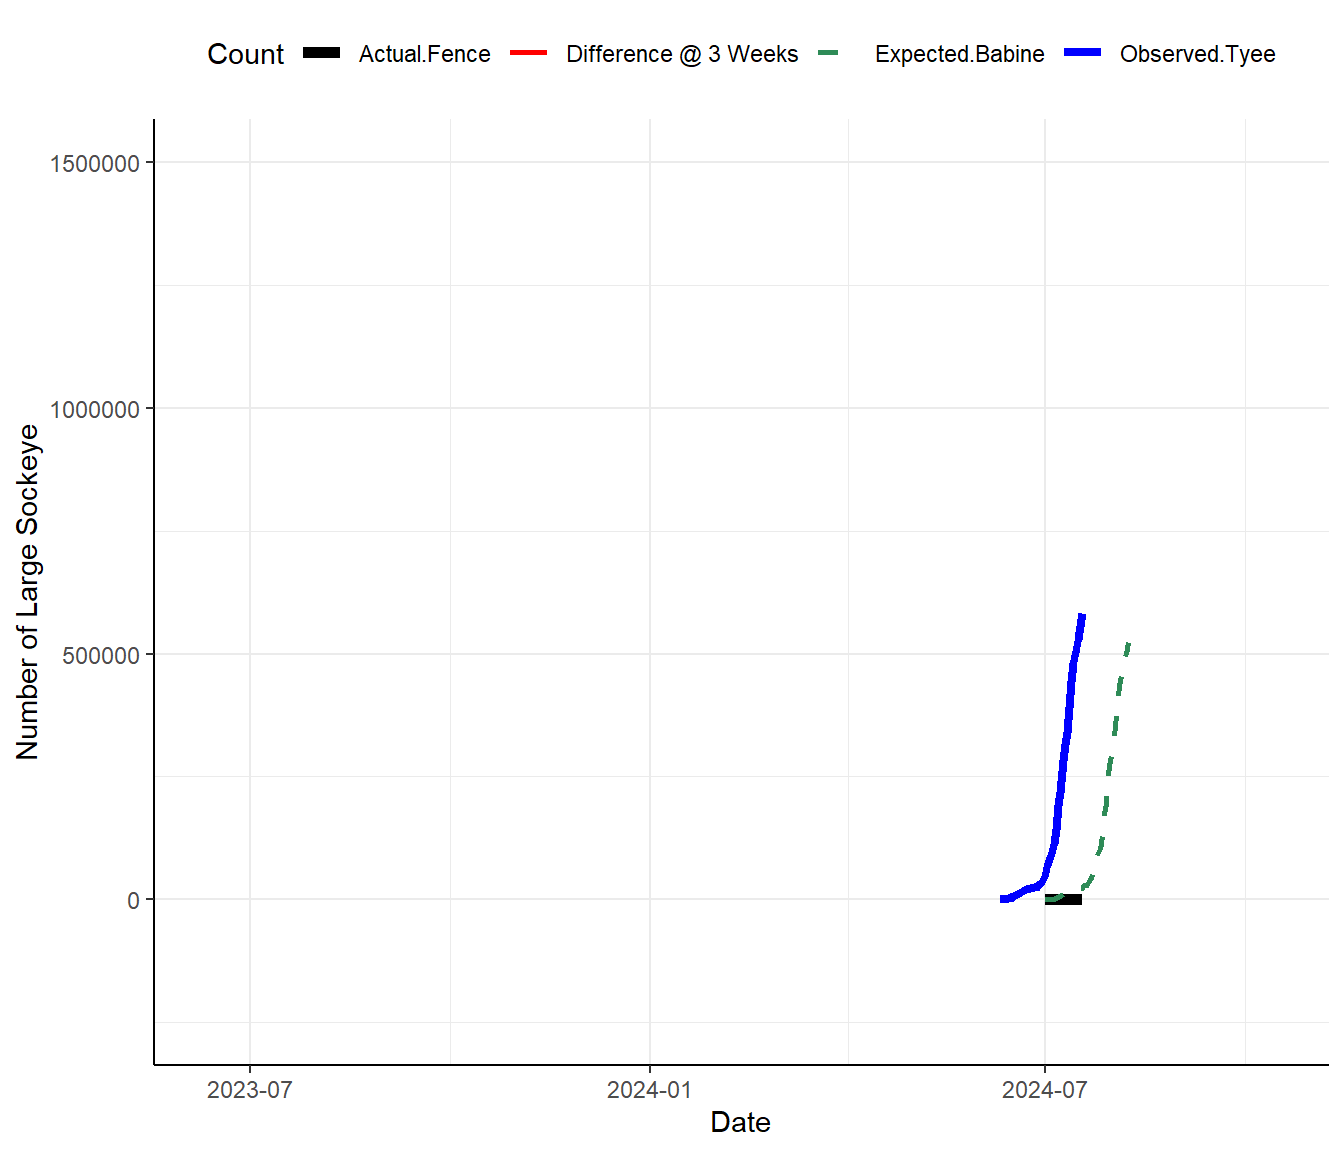 Count Actual.Fence Difference @ 3 Weeks Expected.Babine Observed.Tyee
1500000
1000000
500000
0
Number of Large Sockeye
2023-07 2024-01 2024-07
Date